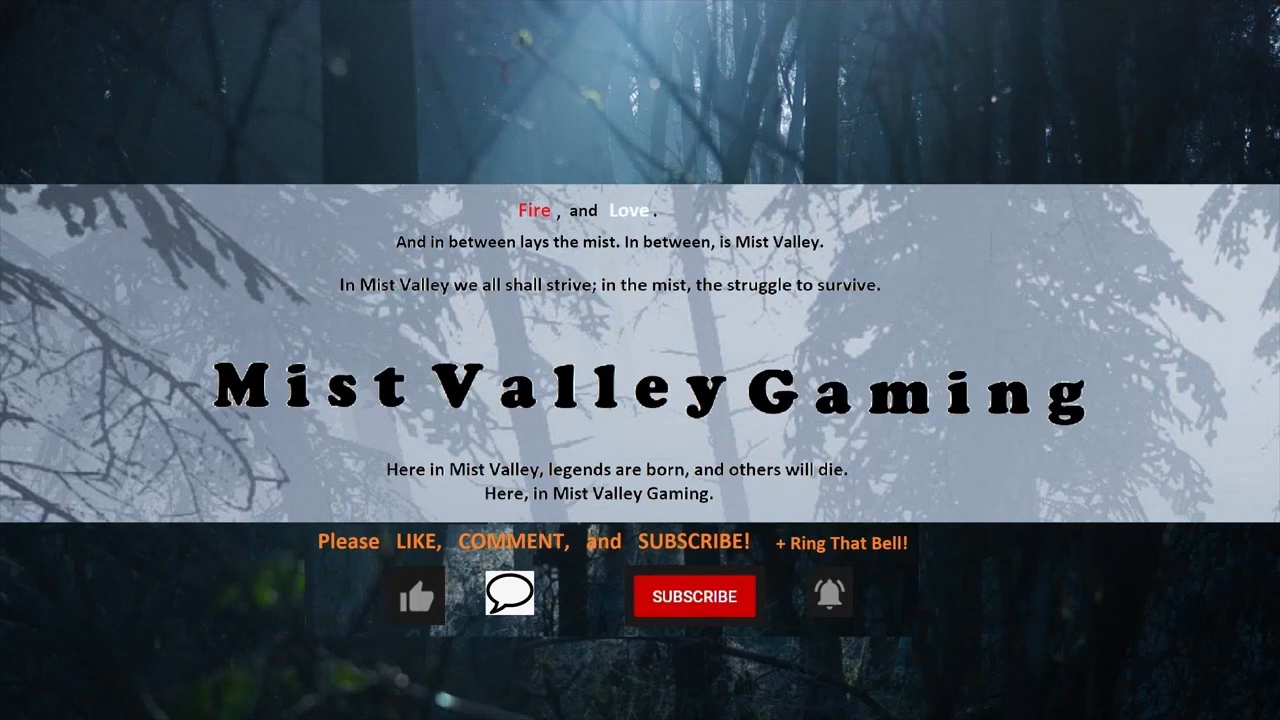 Fire , and Love .
And in between lays the mist. In between, is Mist Valley.
In Mist Valley we all shall strive; in the mist, the struggle to survive.
Mist Valley Gaming
Here in Mist Valley, legends are born, and others will die.
Here, in Mist Valley Gaming.
Please LIKE, COMMENT, and SUBSCRIBE! + Ring That Bell!
SUBSCRIBE